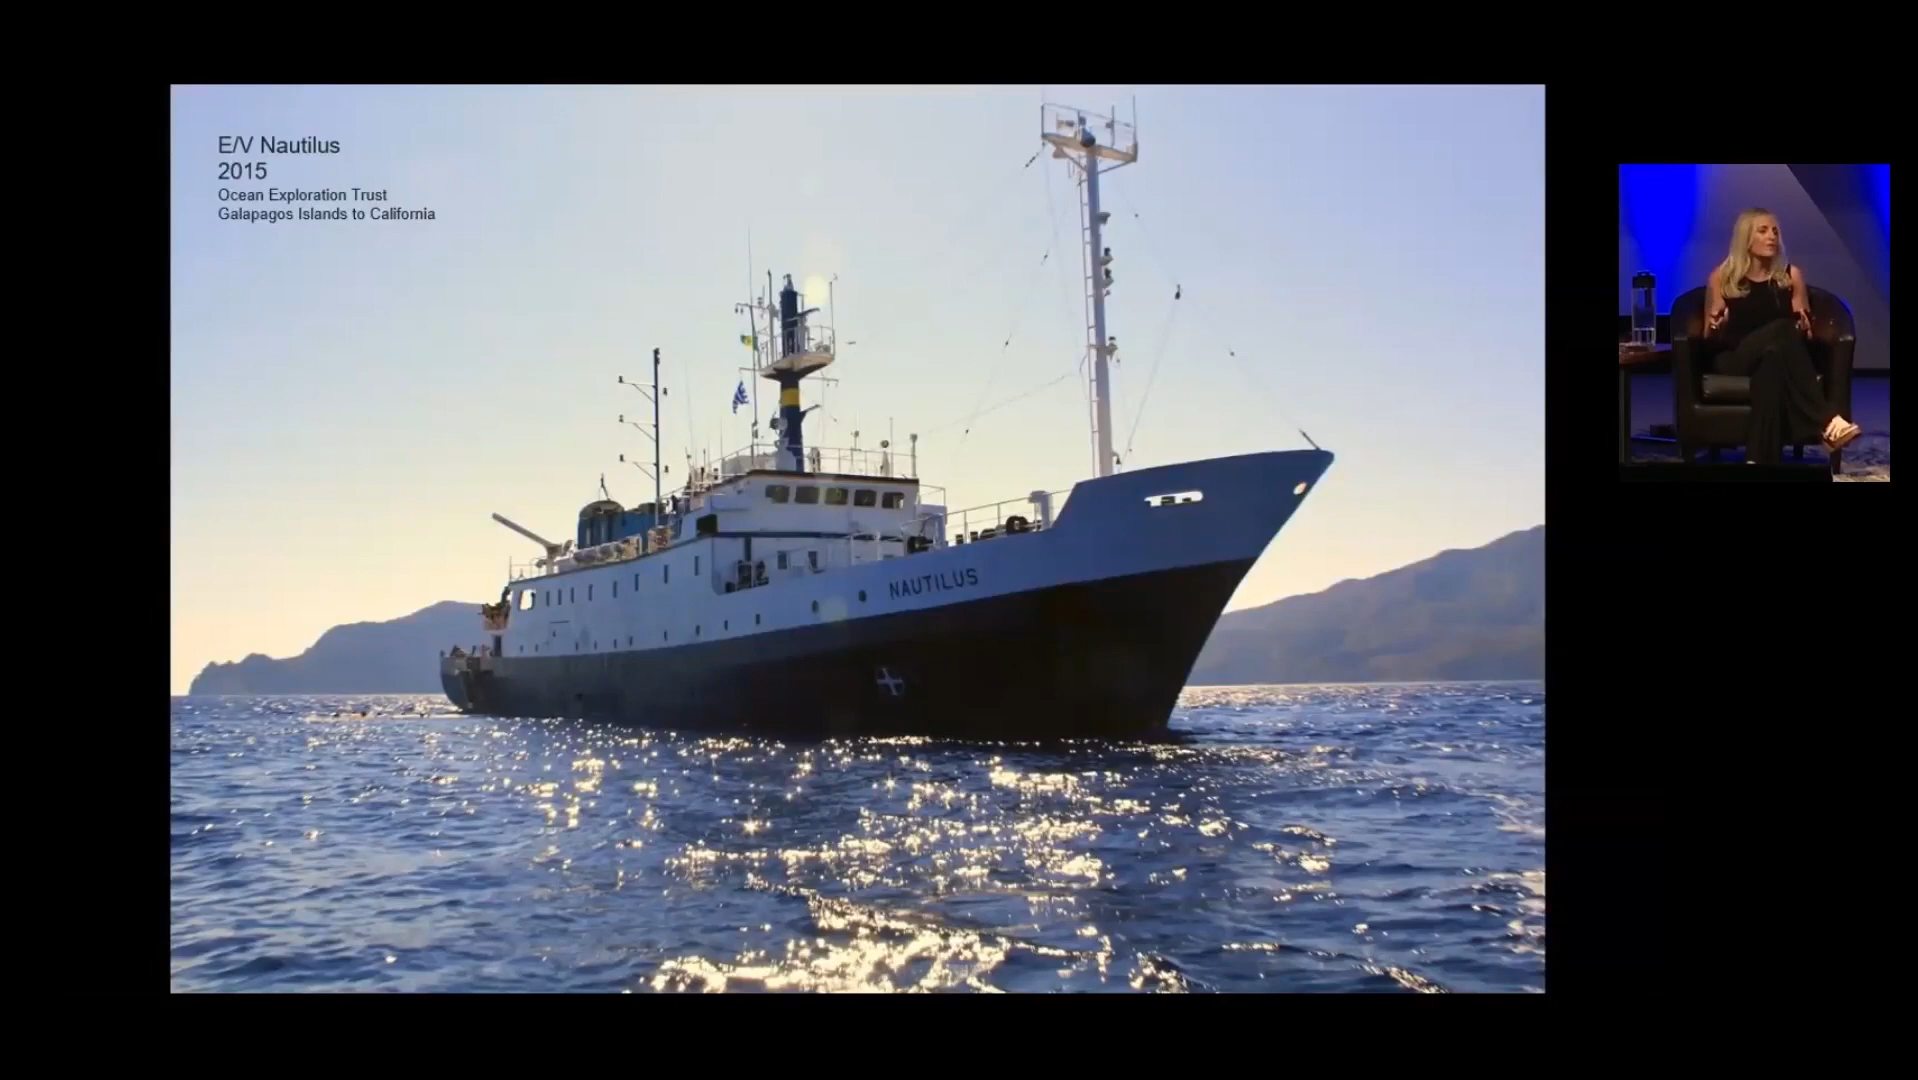 E/V Nautilus
2015
Ocean Exploration Trust
Galapagos Islands to California
NAUTILUS